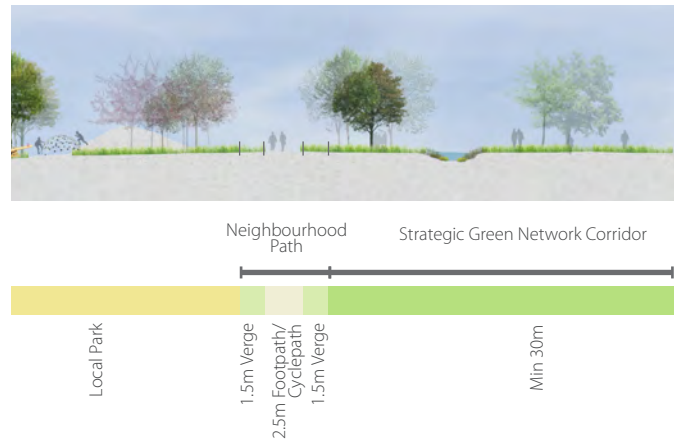 Neighbourhood
Path
Strategic Green Network Corridor
Local Park
1.5m Verge
2.5m Footpath/
Cyclepath
1.5m Verge
Min 30m